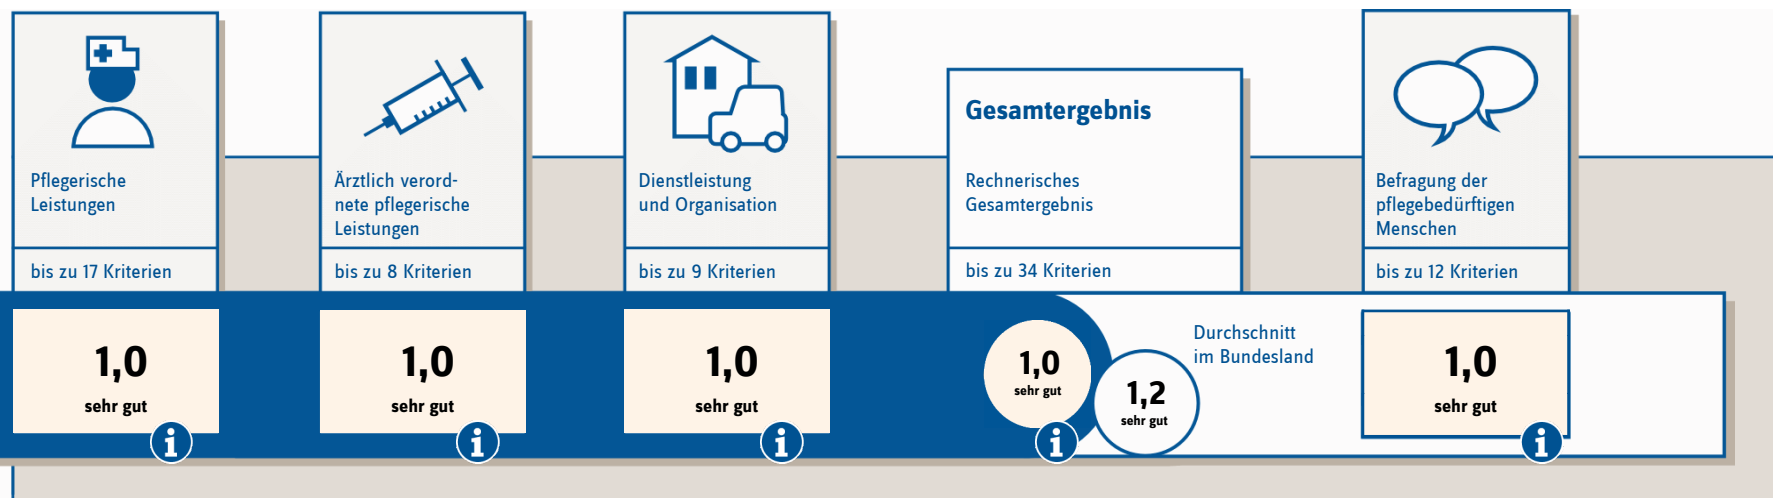 Pflegerische
Leistungen
bis zu 17 Kriterien
1,0
sehr gut
i
Ärztlich verord-
nete pflegerische
Leistungen
bis zu 8 Kriterien
1,0
sehr gut
i
Dienstleistung
und Organisation
bis zu 9 Kriterien
1,0
sehr gut
i
Gesamtergebnis
Rechnerisches
Gesamtergebnis
bis zu 34 Kriterien
1,0
sehr gut
i
1,2
sehr gut
Durchschnitt
im Bundesland
Befragung der
pflegebedürftigen
Menschen
bis zu 12 Kriterien
1,0
sehr gut
i